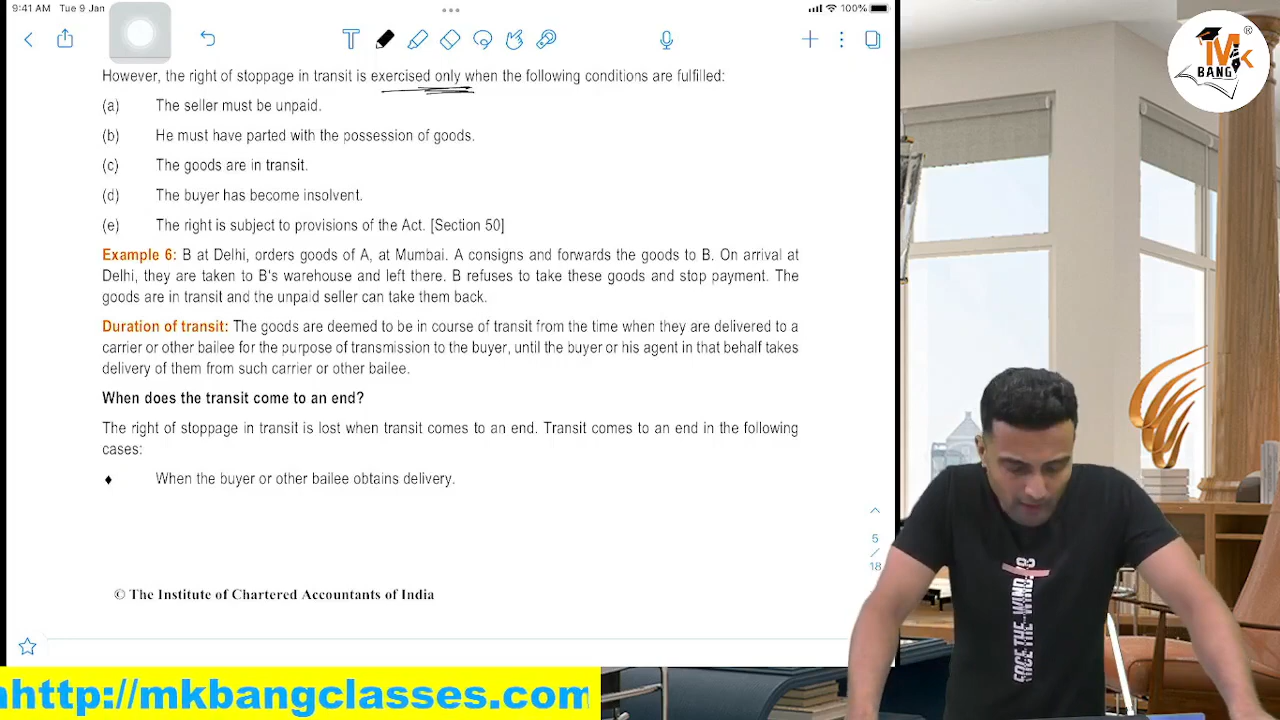 9:41 AM Tue 9 Jan
100%
T
However, the right of stoppage in transit is exercised only when the following conditions are fulfilled:
(a) The seller must be unpaid.
(b) He must have parted with the possession of goods.
(c) The goods are in transit.
(d) The buyer has become insolvent.
(e) The right is subject to provisions of the Act. [Section 50]
Example 6: B at Delhi, orders goods of A, at Mumbai. A consigns and forwards the goods to B. On arrival at
Delhi, they are taken to B's warehouse and left there. B refuses to take these goods and stop payment. The
goods are in transit and the unpaid seller can take them back.
Duration of transit: The goods are deemed to be in course of transit from the time when they are delivered to a
carrier or other bailee for the purpose of transmission to the buyer, until the buyer or his agent in that behalf takes
delivery of them from such carrier or other bailee.
When does the transit come to an end?
The right of stoppage in transit is lost when transit comes to an end. Transit comes to an end in the following
cases:
♦ When the buyer or other bailee obtains delivery.
5
/
18
© The Institute of Chartered Accountants of India
http://mkbangclasses.com
MK
BANG
®
FACE THE WIND